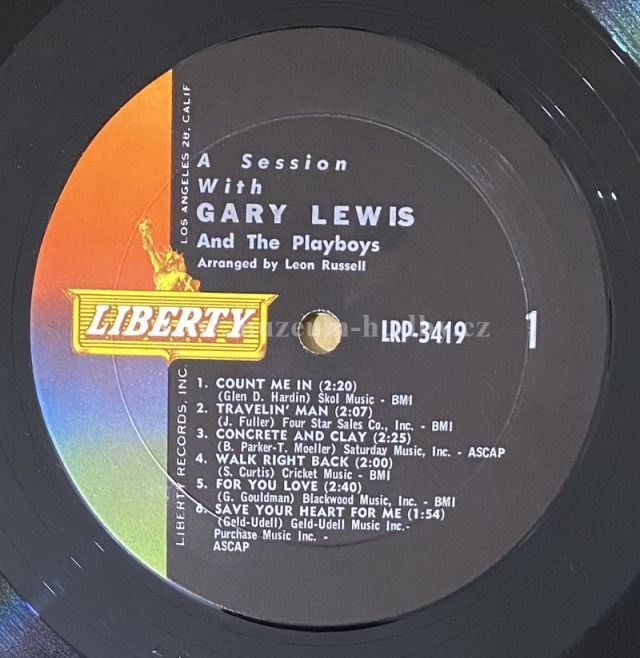 A Session
With
GARY LEWIS
And The Playboys
Arranged by Leon Russell
LOS ANGELES 28, CALIF.
LIBERTY
LRP-3419
1
LIBERTY RECORDS, INC.
1. COUNT ME IN (2:20)
(Glen D. Hardin) Skol Music - BMI
2. TRAVELIN' MAN (2:07)
(J. Fuller) Four Star Sales Co., Inc. - BMI
3. CONCRETE AND CLAY (2:25)
(B. Parker-T. Moeller) Saturday Music, Inc. - ASCAP
4. WALK RIGHT BACK (2:00)
(S. Curtis) Cricket Music - BMI
5. FOR YOU LOVE (2:40)
(G. Gouldman) Blackwood Music, Inc. - BMI
6. SAVE YOUR HEART FOR ME (1:54)
(Geld-Udell) Geld-Udell Music Inc.-
Purchase Music Inc. -
ASCAP